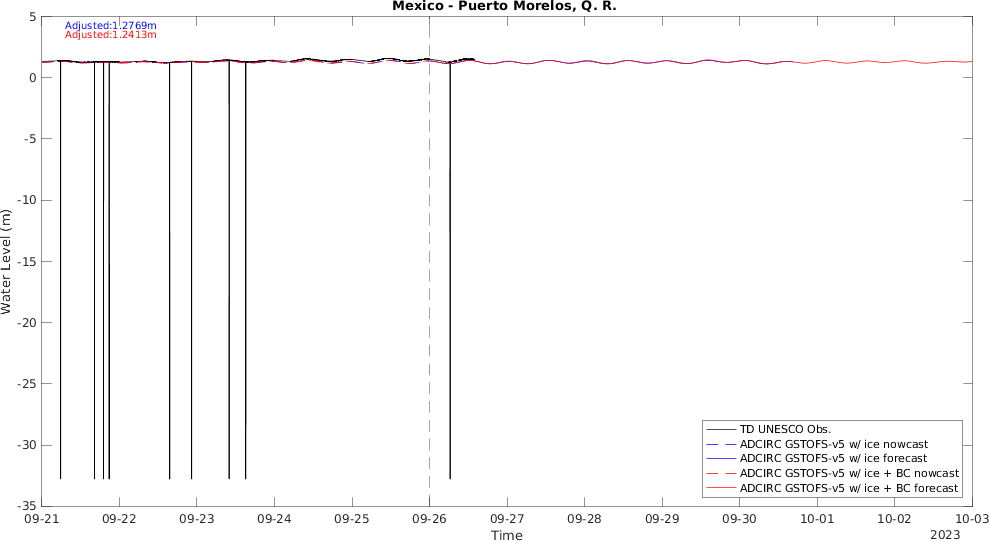 Mexico - Puerto Morelos, Q. R.
Adjusted:1.2769m
Adjusted:1.2413m
5
0
-5
-10
-15
-20
-25
-30
-35
Water Level (m)
TD UNESCO Obs.
ADCIRC GSTOFS-v5 w/ ice nowcast
ADCIRC GSTOFS-v5 w/ ice forecast
ADCIRC GSTOFS-v5 w/ ice + BC nowcast
ADCIRC GSTOFS-v5 w/ ice + BC forecast
09-21 09-22 09-23 09-24 09-25 09-26 09-27 09-28 09-29 09-30 10-01 10-02 10-03
Time
2023